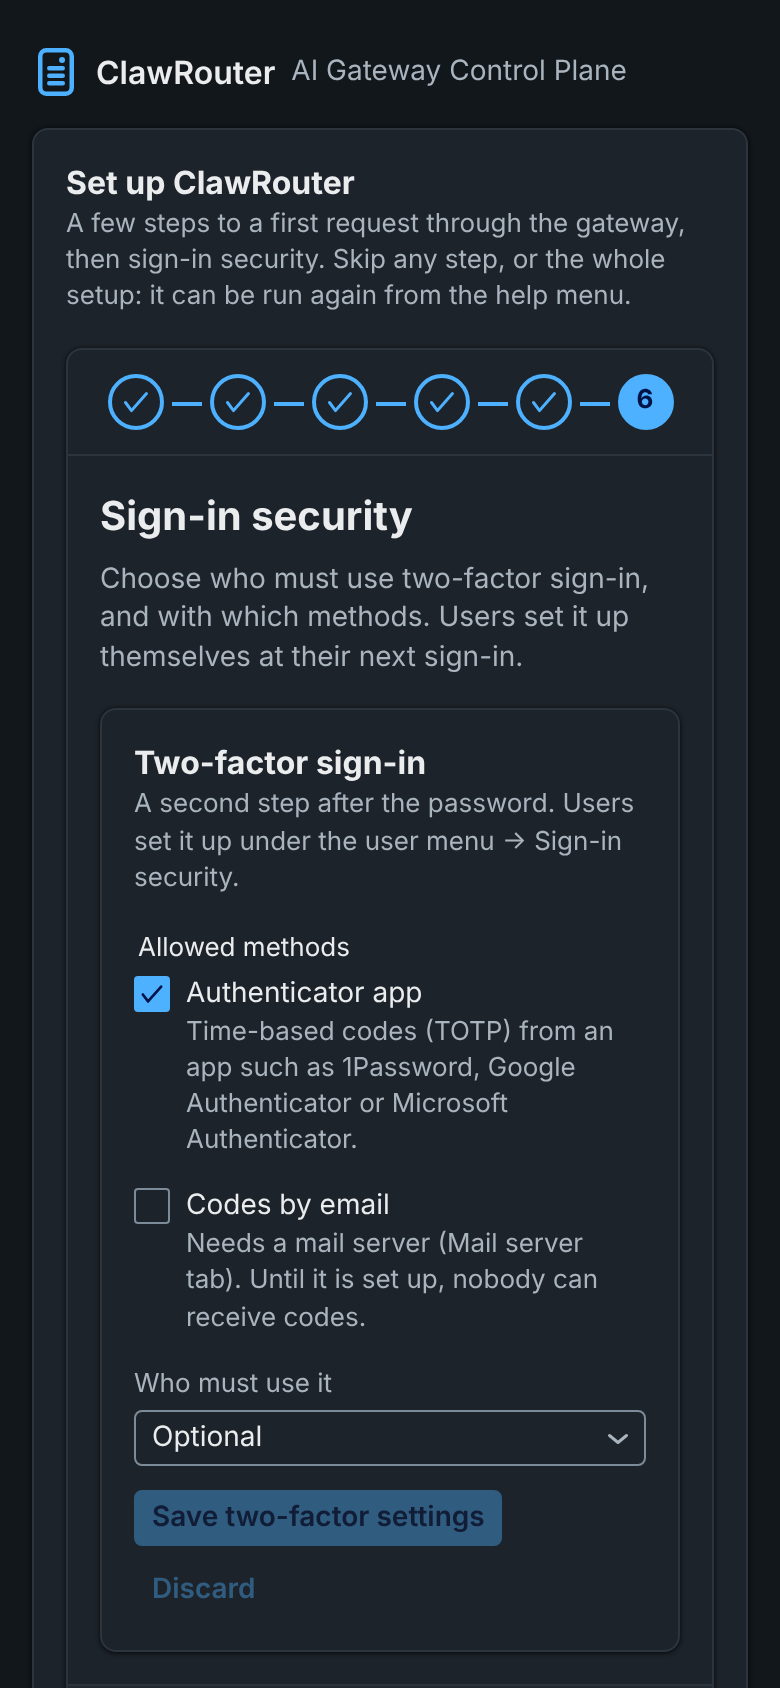 ClawRouter AI Gateway Control Plane
Set up ClawRouter
A few steps to a first request through the gateway,
then sign-in security. Skip any step, or the whole
setup: it can be run again from the help menu.
6
Sign-in security
Choose who must use two-factor sign-in,
and with which methods. Users set it up
themselves at their next sign-in.
Two-factor sign-in
A second step after the password. Users
set it up under the user menu → Sign-in
security.
Allowed methods
Authenticator app
Time-based codes (TOTP) from an
app such as 1Password, Google
Authenticator or Microsoft
Authenticator.
Codes by email
Needs a mail server (Mail server
tab). Until it is set up, nobody can
receive codes.
Who must use it
Optional
Save two-factor settings
Discard